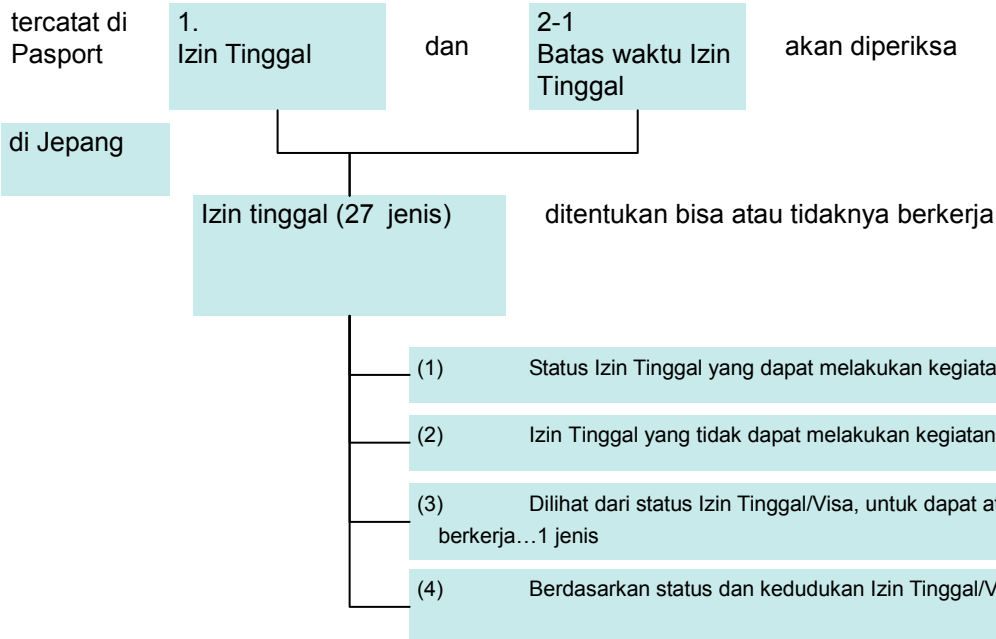 tercatat di
Pasport
1.
Izin Tinggal
dan
2-1
Batas waktu Izin
Tinggal
akan diperiksa
di Jepang
Izin tinggal (27 jenis)
ditentukan bisa atau tidaknya berkerja
(1) Status Izin Tinggal yang dapat melakukan
(2) Izin Tinggal yang tidak dapat melakukan kegiatan
(3) Dilihat dari status Izin Tinggal/Visa, untuk dapat
berkerja…1 jenis
(4) Berdasarkan status dan kedudukan Izin Tinggal/